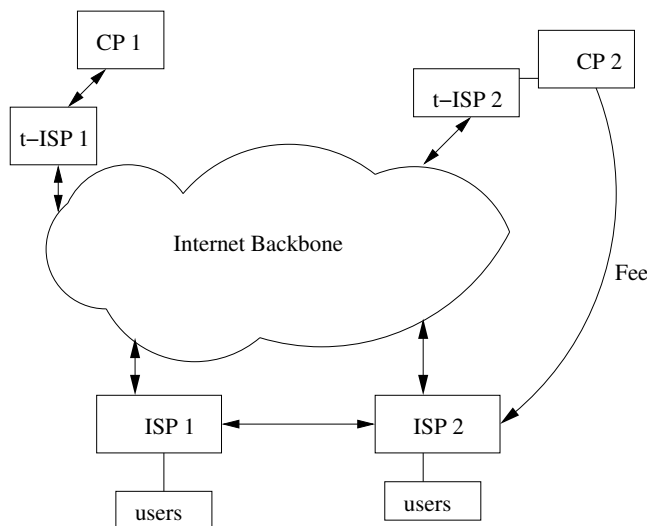 CP 1
CP 2
t−ISP 1
t−ISP 2
Internet Backbone
Fee
ISP 1
ISP 2
users
users